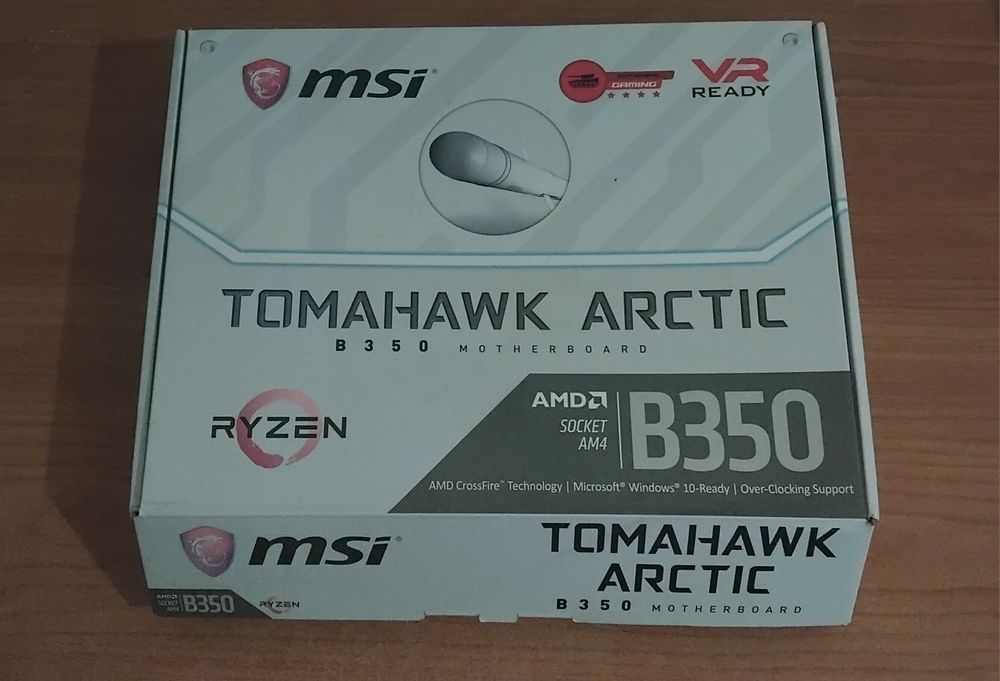 msi
GAMING
VR
READY
TOMAHAWK ARCTIC
B350 MOTHERBOARD
RYZEN
AMD
SOCKET
AM4
B350
AMD CrossFire™ Technology | Microsoft® Windows® 10-Ready | Over-Clocking Support
msi
TOMAHAWK
ARCTIC
B350 MOTHERBOARD
AMD
SOCKET
AM4
B350
RYZEN